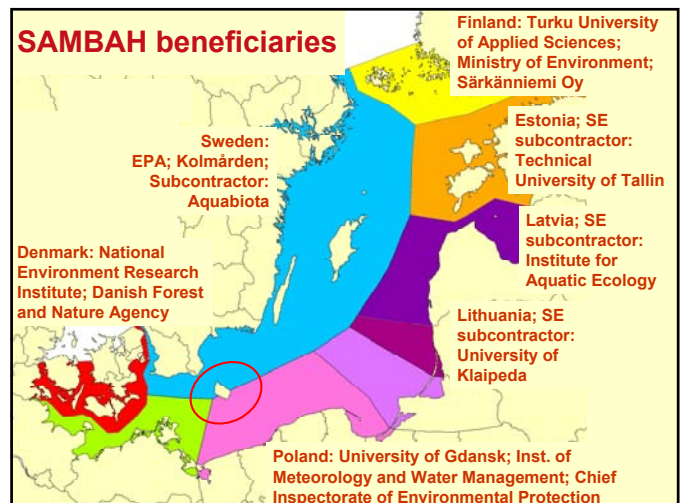 SAMBAH beneficiaries
Finland: Turku University
of Applied Sciences;
Ministry of Environment;
Särkänniemi Oy
Sweden:
EPA; Kolmården;
Subcontractor:
Aquabiota
Estonia; SE
subcontractor:
Technical
University of Tallin
Latvia; SE
subcontractor:
Institute for
Aquatic Ecology
Denmark: National
Environment Research
Institute; Danish Forest
and Nature Agency
Lithuania; SE
subcontractor:
University of
Klaipeda
Poland: University of Gdansk; Inst. of
Meteorology and Water Management; Chief
Inspectorate of Environmental Protection